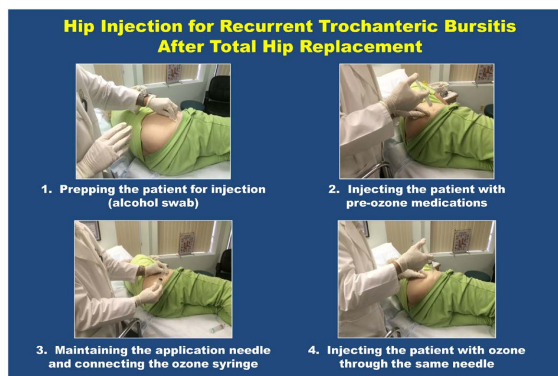 Hip Injection for Recurrent Trochanteric Bursitis
After Total Hip Replacement
1. Prepping the patient for injection
(alcohol swab)
2. Injecting the patient with
pre-ozone medications
3. Maintaining the application needle
and connecting the ozone syringe
4. Injecting the patient with ozone
through the same needle